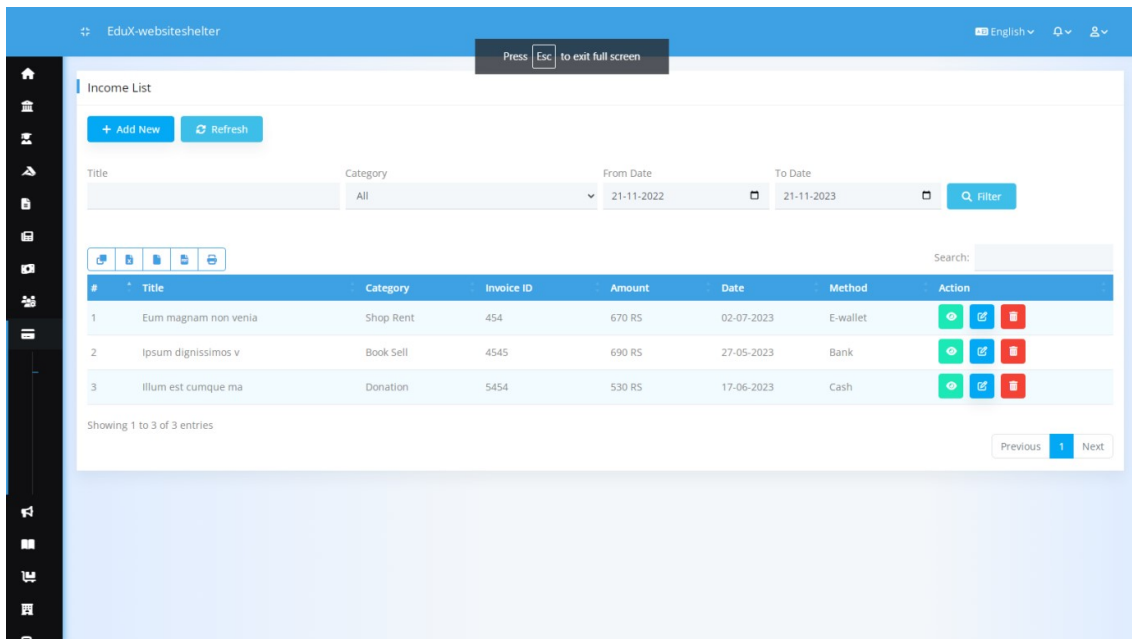 EduX-websiteshelter
English
Press Esc to exit full screen
Income List
+ Add New
Refresh
Title
Category
From Date
To Date
All
21-11-2022
21-11-2023
Filter
Search:
# Title Category Invoice ID Amount Date Method Action
1 Eum magnam non venia Shop Rent 454 670 RS 02-07-2023 E-wallet
2 Ipsum dignissimos v Book Sell 4545 690 RS 27-05-2023 Bank
3 Illum est cumque ma Donation 5454 530 RS 17-06-2023 Cash
Showing 1 to 3 of 3 entries
Previous 1 Next